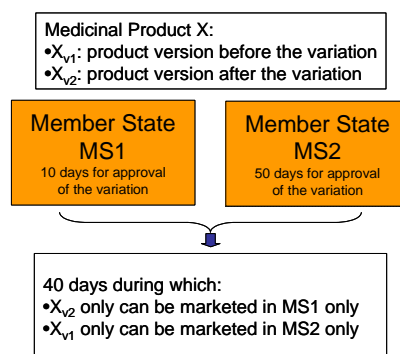 Medicinal Product X:
•Xv1: product version before the variation
•Xv2: product version after the variation
Member State
MS1
10 days for approval
of the variation
Member State
MS2
50 days for approval
of the variation
40 days during which:
•Xv2 only can be marketed in MS1 only
•Xv1 only can be marketed in MS2 only